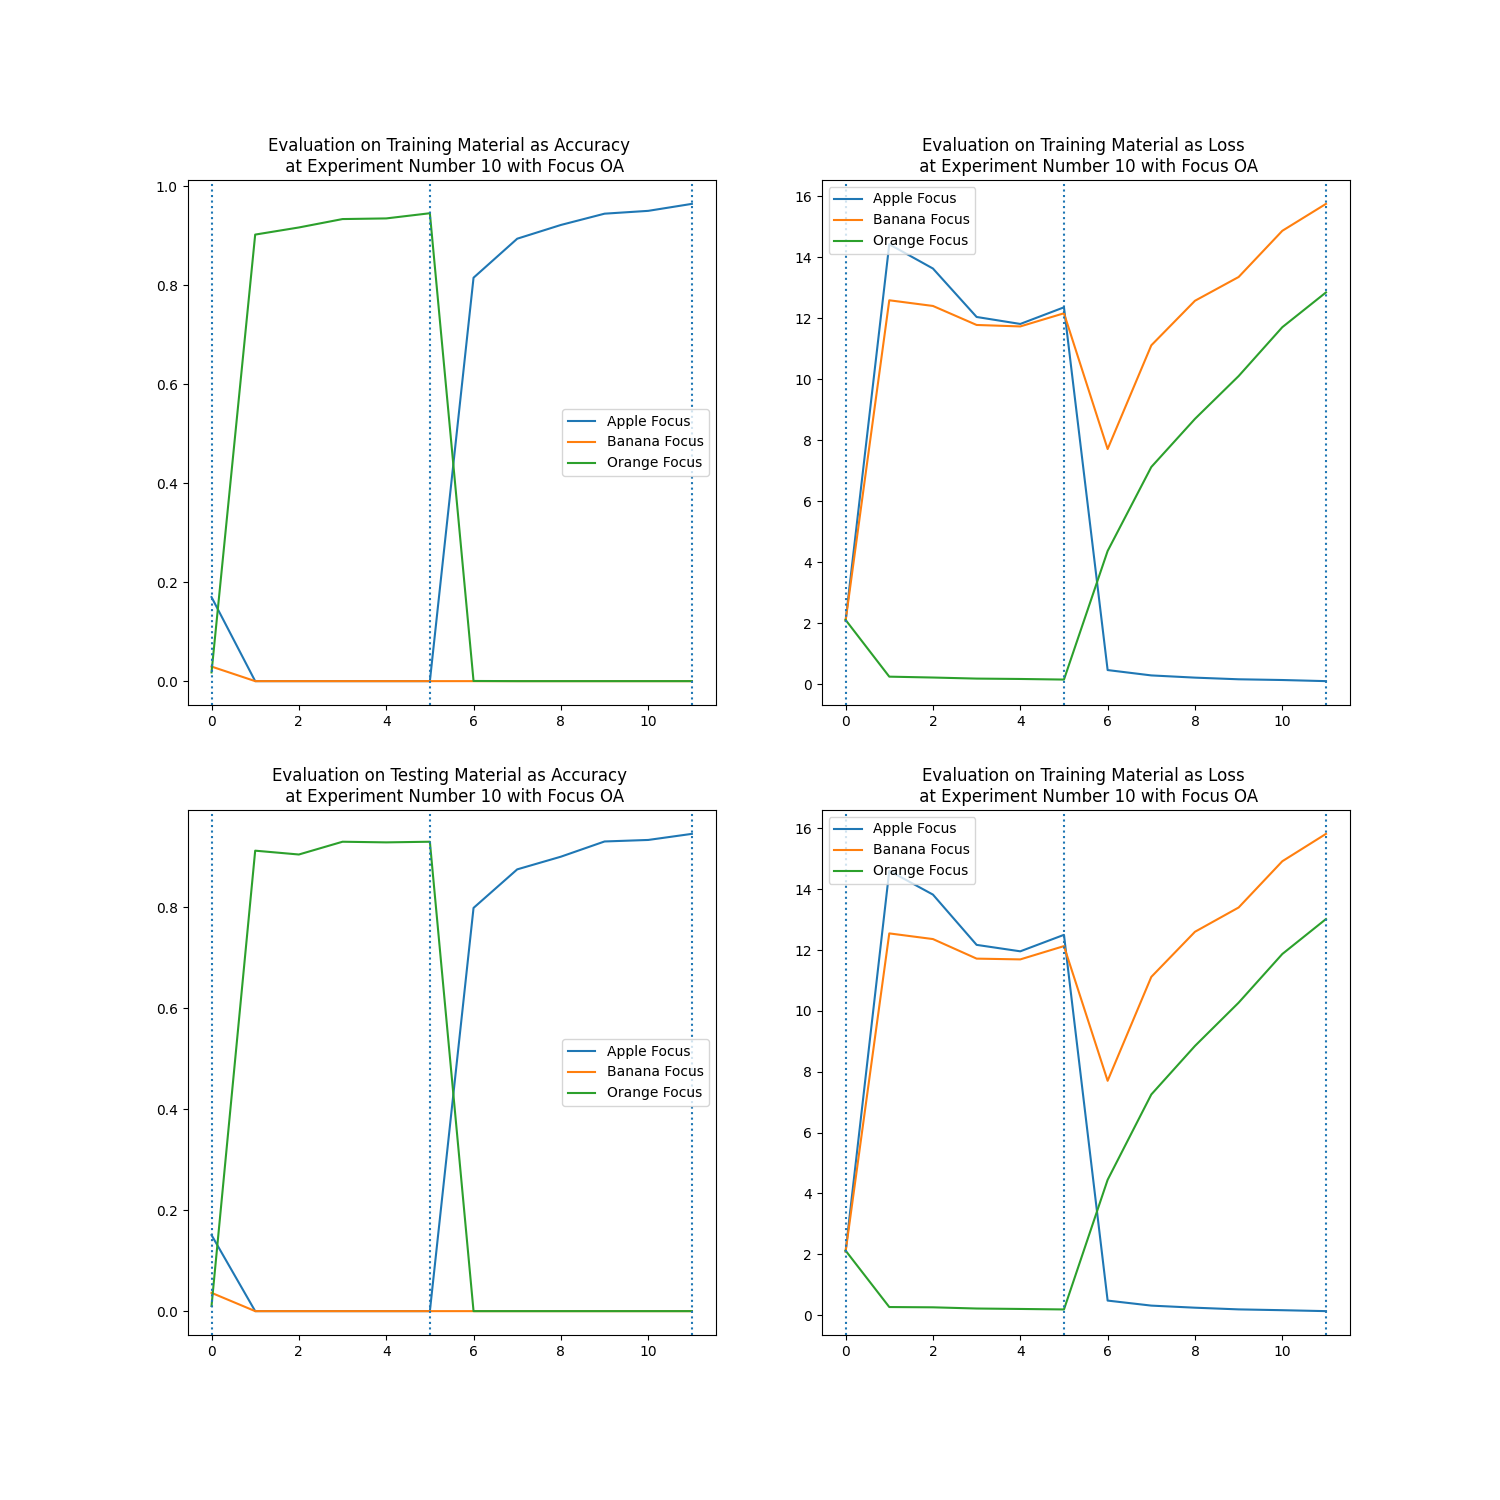 Evaluation on Training Material as Accuracy
at Experiment Number 10 with Focus OA
1.0
0.8
0.6
0.4
0.2
0.0
Apple Focus
Banana Focus
Orange Focus
0 2 4 6 8 10
Evaluation on Training Material as Loss
at Experiment Number 10 with Focus OA
Apple Focus
Banana Focus
Orange Focus
16
14
12
10
8
6
4
2
0
0 2 4 6 8 10
Evaluation on Testing Material as Accuracy
at Experiment Number 10 with Focus OA
0.8
0.6
0.4
0.2
0.0
Apple Focus
Banana Focus
Orange Focus
0 2 4 6 8 10
Evaluation on Training Material as Loss
at Experiment Number 10 with Focus OA
Apple Focus
Banana Focus
Orange Focus
16
14
12
10
8
6
4
2
0
0 2 4 6 8 10